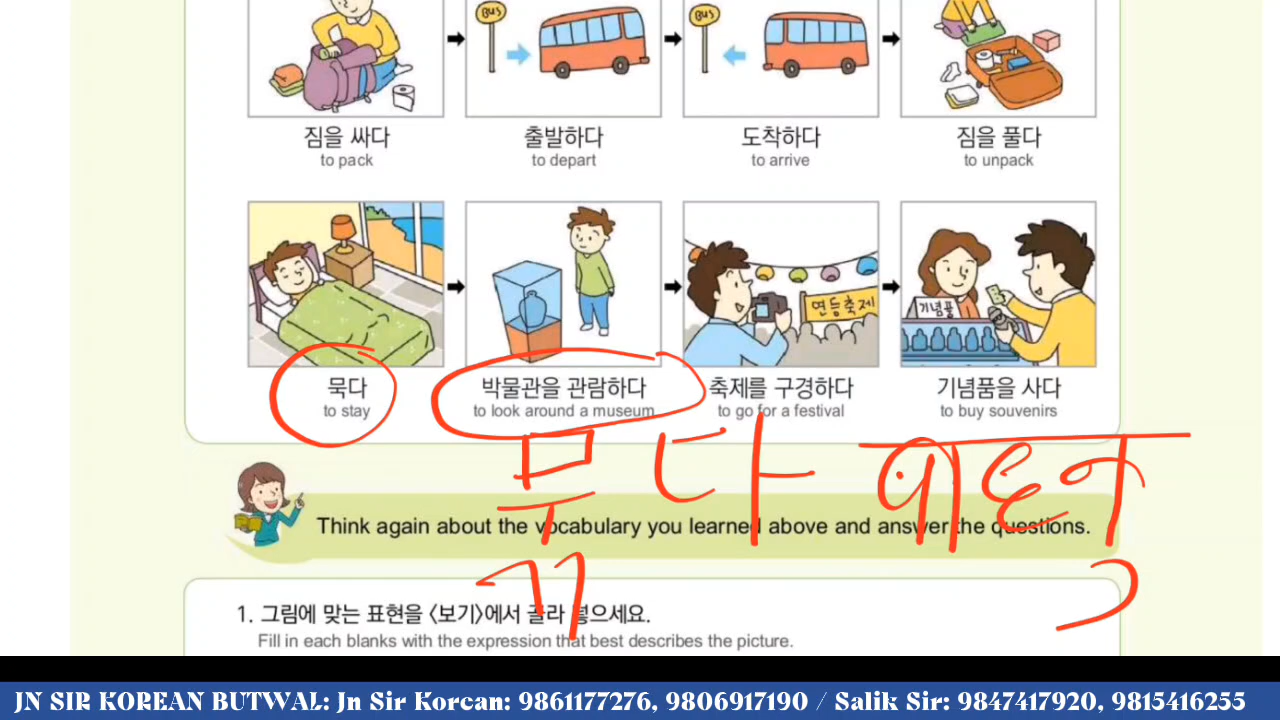 BUS BUS
짐을 싸다 출발하다 도착하다 짐을 풀다
to pack to depart to arrive to unpack
연등축제 기념품
묵다 박물관을 관람하다 축제를 구경하다 기념품을 사다
to stay to look around a museum to go for a festival to buy souvenirs
묶다
Think again about the vocabulary you learned above and answer the questions.
1. 그림에 맞는 표현을 〈보기〉에서 골라 넣으세요.
Fill in each blanks with the expression that best describes the picture.
JN SIR KOREAN BUTWAL: Jn Sir Korcan: 9861177276, 9806917190 / Salik Sir: 9847417920, 9815416255